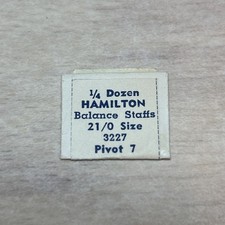 1/4 Dozen
HAMILTON
Balance Staffs
21/0 Size
3227
Pivot 7